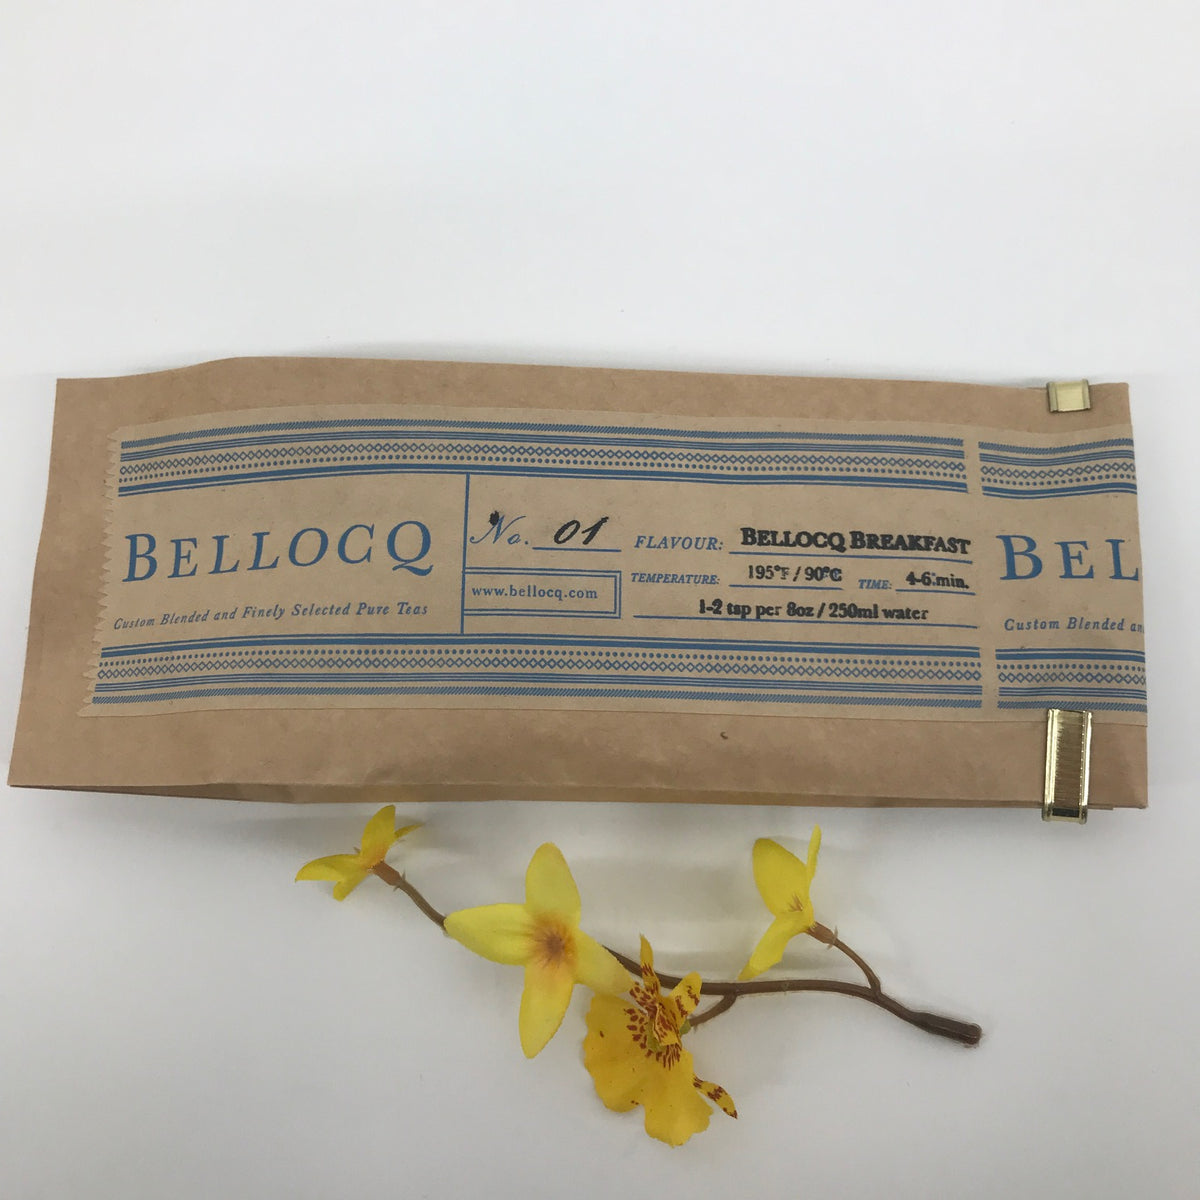 BELLOCQ
Custom Blended and Finely Selected Pure Teas
No. 01
www.bellocq.com
FLAVOUR: BELLOCQ BREAKFAST
TEMPERATURE: 195°F / 90°C TIME: 4-6 min.
1-2 tsp per 8oz / 250ml water
BEL
Custom Blended an